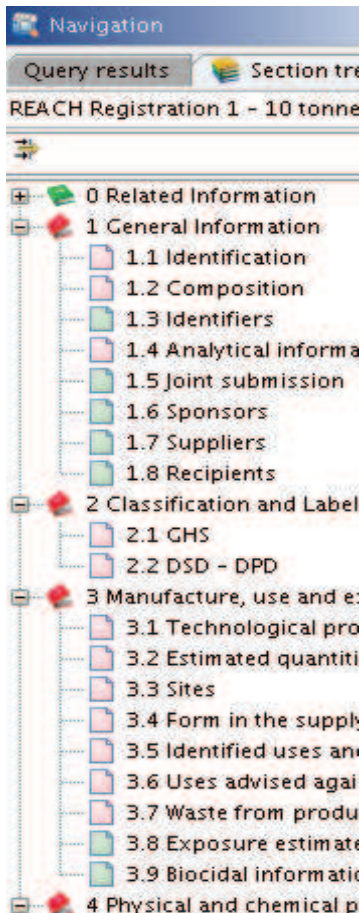 Navigation
Query results Section tre
REACH Registration 1 - 10 tonne
0 Related Information
1 General Information
1.1 Identification
1.2 Composition
1.3 Identifiers
1.4 Analytical informa
1.5 Joint submission
1.6 Sponsors
1.7 Suppliers
1.8 Recipients
2 Classification and Label
2.1 GHS
2.2 DSD - DPD
3 Manufacture, use and e
3.1 Technological pro
3.2 Estimated quantiti
3.3 Sites
3.4 Form in the supply
3.5 Identified uses and
3.6 Uses advised agai
3.7 Waste from produ
3.8 Exposure estimate
3.9 Biocidal informatio
4 Physical and chemical p